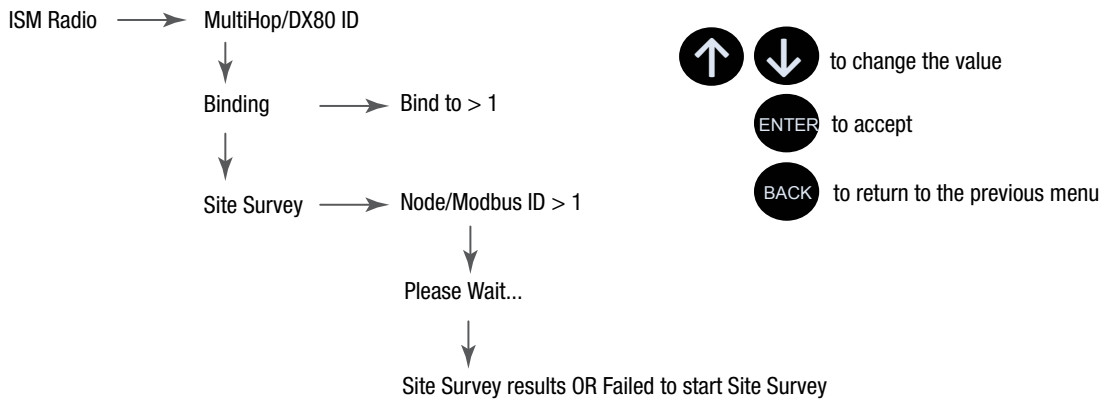 ISM Radio
MultiHop/DX80 ID
Binding
Bind to > 1
Site Survey
Node/Modbus ID > 1
Please Wait...
Site Survey results OR Failed to start Site Survey
to change the value
ENTER to accept
BACK to return to the previous menu